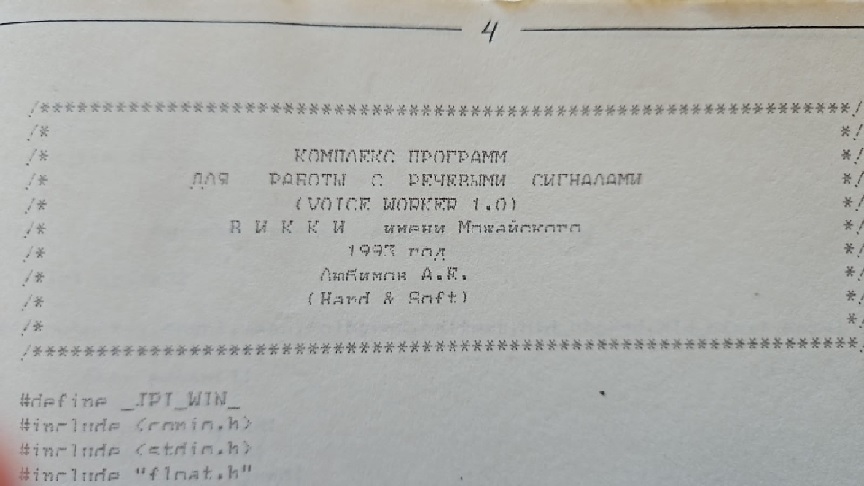 4
/*****************************************************************/
/* */
/* КОМПЛЕКС ПРОГРАММ */
/* ДЛЯ РАБОТЫ С РЕЧЕВЫМИ СИГНАЛАМИ */
/* (VOICE WORKER 1.0) */
/* В И К К И имени Можайского */
/* 1993 год */
/* Любимов А.Е. */
/* (Hard & Soft) */
/* */
/*****************************************************************/
#define _JPI_WIN_
#include <conio.h>
#include <stdio.h>
#include "float.h"